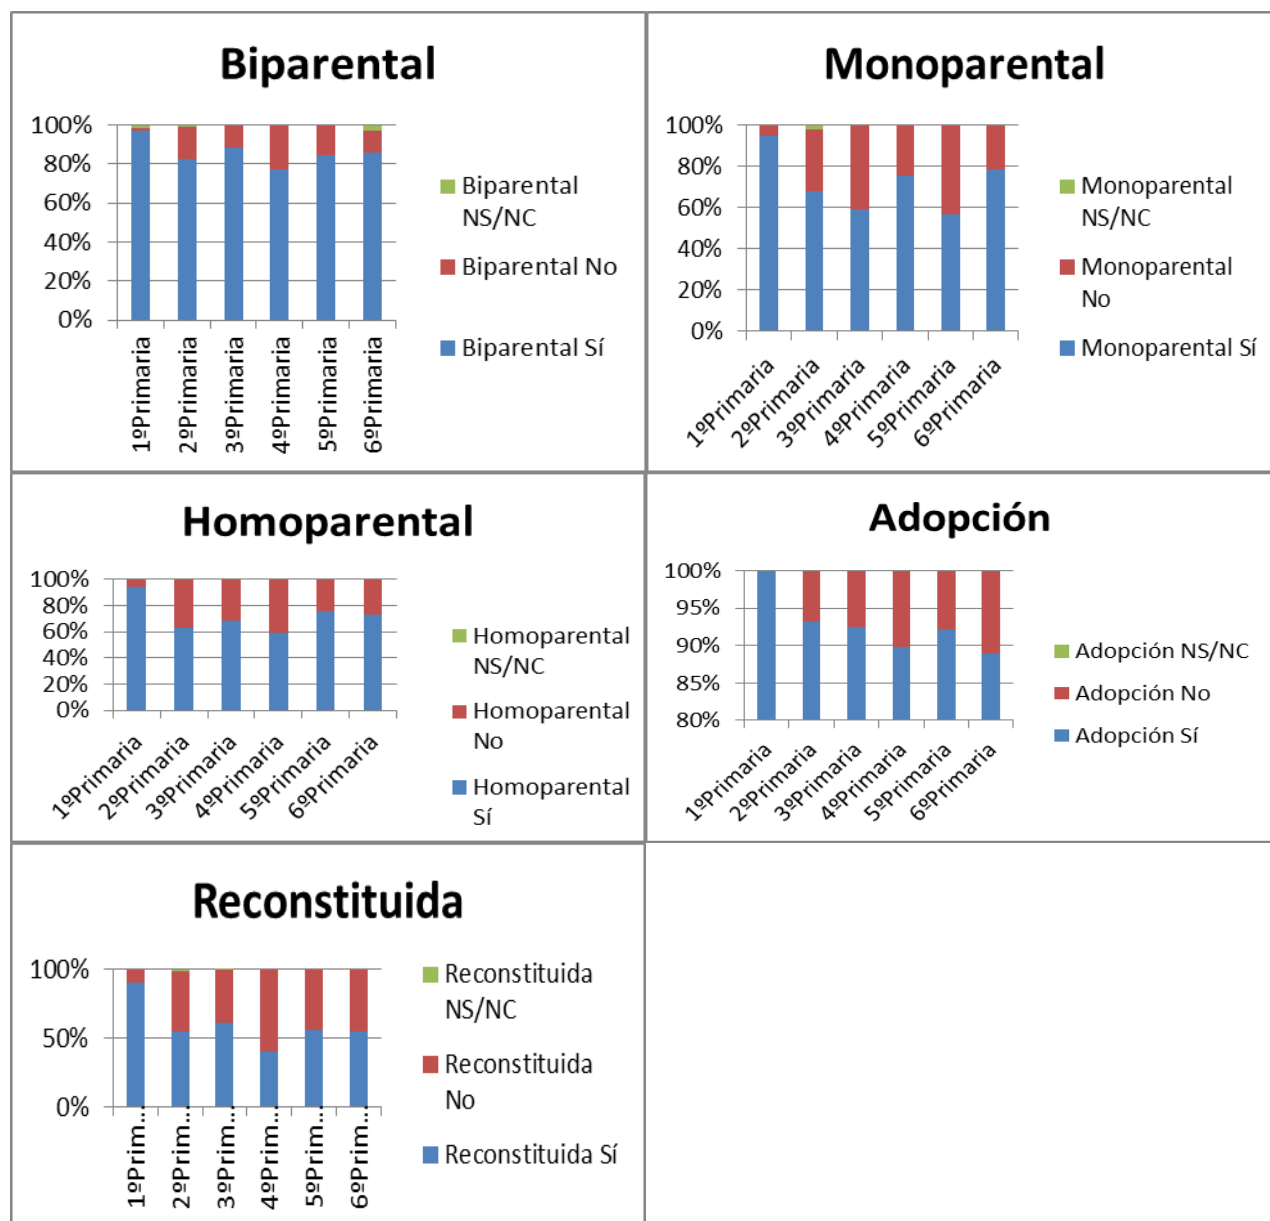 Biparental
100%
80%
60%
40%
20%
0%
1ºPrimaria
2ºPrimaria
3ºPrimaria
4ºPrimaria
5ºPrimaria
6ºPrimaria
Biparental
NS/NC
Biparental No
Biparental Sí
Monoparental
100%
80%
60%
40%
20%
0%
1ºPrimaria
2ºPrimaria
3ºPrimaria
4ºPrimaria
5ºPrimaria
6ºPrimaria
Monoparental
NS/NC
Monoparental
No
Monoparental Sí
Homoparental
100%
80%
60%
40%
20%
0%
1ºPrimaria
2ºPrimaria
3ºPrimaria
4ºPrimaria
5ºPrimaria
6ºPrimaria
Homoparental
NS/NC
Homoparental
No
Homoparental
Sí
Adopción
100%
95%
90%
85%
80%
1ºPrimaria
2ºPrimaria
3ºPrimaria
4ºPrimaria
5ºPrimaria
6ºPrimaria
Adopción NS/NC
Adopción No
Adopción Sí
Reconstituida
100%
50%
0%
1ºPrim...
2ºPrim...
3ºPrim...
4ºPrim...
5ºPrim...
6ºPrim...
Reconstituida
NS/NC
Reconstituida
No
Reconstituida Sí